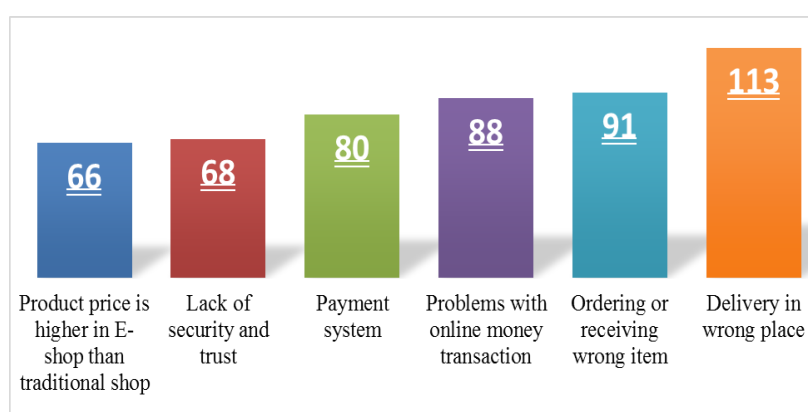 66
68
80
88
91
113
Product price is
higher in E-
shop than
traditional shop
Lack of
security and
trust
Payment
system
Problems with
online money
transaction
Ordering or
receiving
wrong item
Delivery in
wrong place